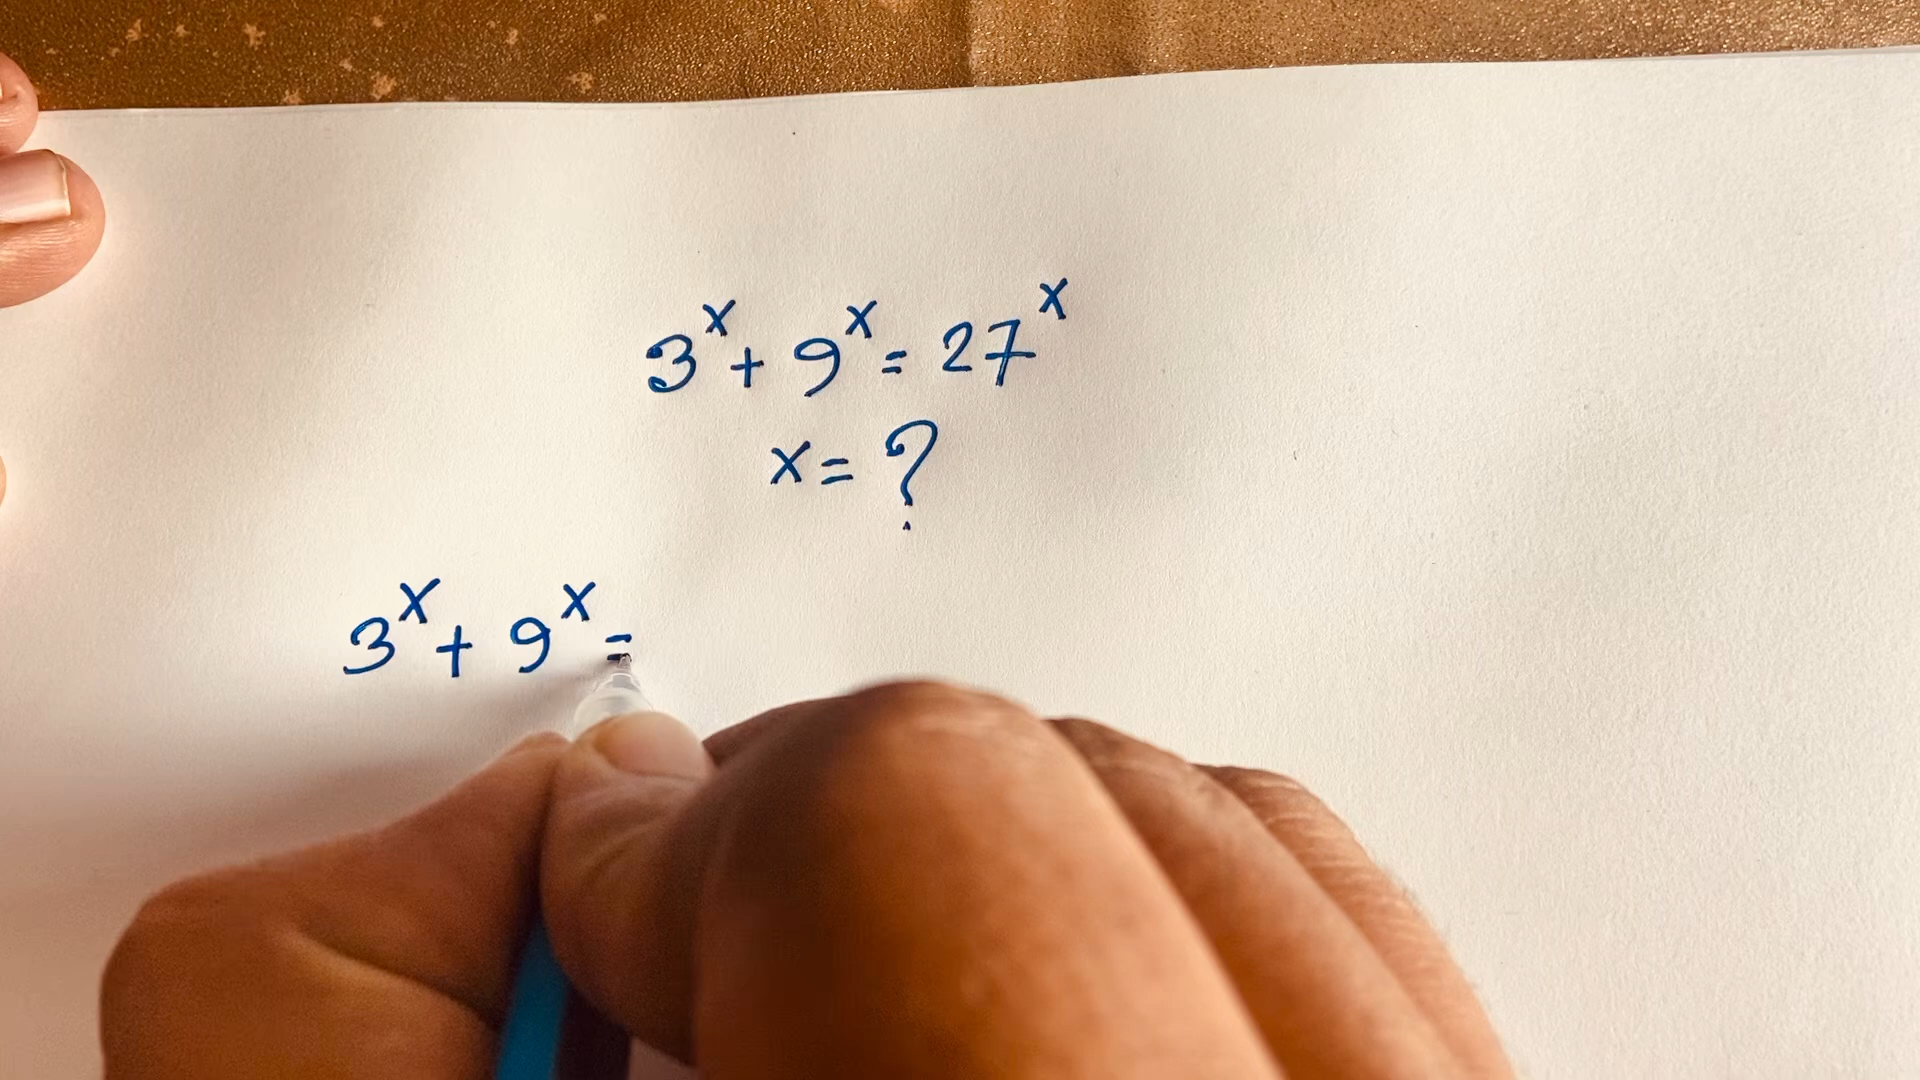 3^x + 9^x = 27^x
x = ?
3^x + 9^x =